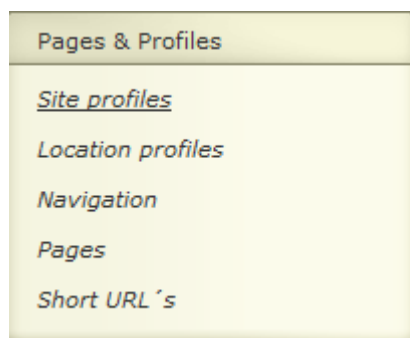 Pages & Profiles
Site profiles
Location profiles
Navigation
Pages
Short URL´s